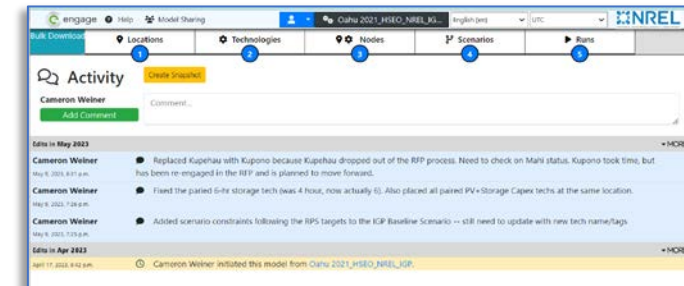 engage Help Model Sharing Oahu 2021_HSEO_NREL_IG... English (en) UTC NREL
Bulk Download Locations Technologies Nodes Scenarios Runs
1 2 3 4 5
Activity Create Snapshot
Cameron Weiner Comment...
Add Comment
Edits in May 2023 MORE
Cameron Weiner Replaced Kupehau with Kupono because Kupehau dropped out of the RFP process. Need to check on Mahi status. Kupono took time, but
May 9, 2023, 8:31 p.m. has been re-engaged in the RFP and is planned to move forward.
Cameron Weiner Fixed the paried 6-hr storage tech (was 4 hour, now actually 6). Also placed all paired PV+Storage Capex techs at the same location.
May 9, 2023, 7:26 p.m.
Cameron Weiner Added scenario constraints following the RPS targets to the IGP Baseline Scenario -- still need to update with new tech name/tags
May 9, 2023, 7:25 p.m.
Edits in Apr 2023 MORE
April 17, 2023, 8:42 p.m. Cameron Weiner initiated this model from Oahu 2021_HSEO_NREL_IGP.